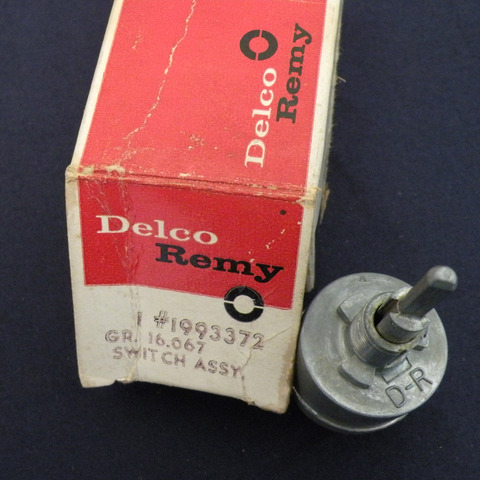 Delco
Remy
Delco
Remy
1 #1993372
GR. 16.067
SWITCH ASSY.
D-R